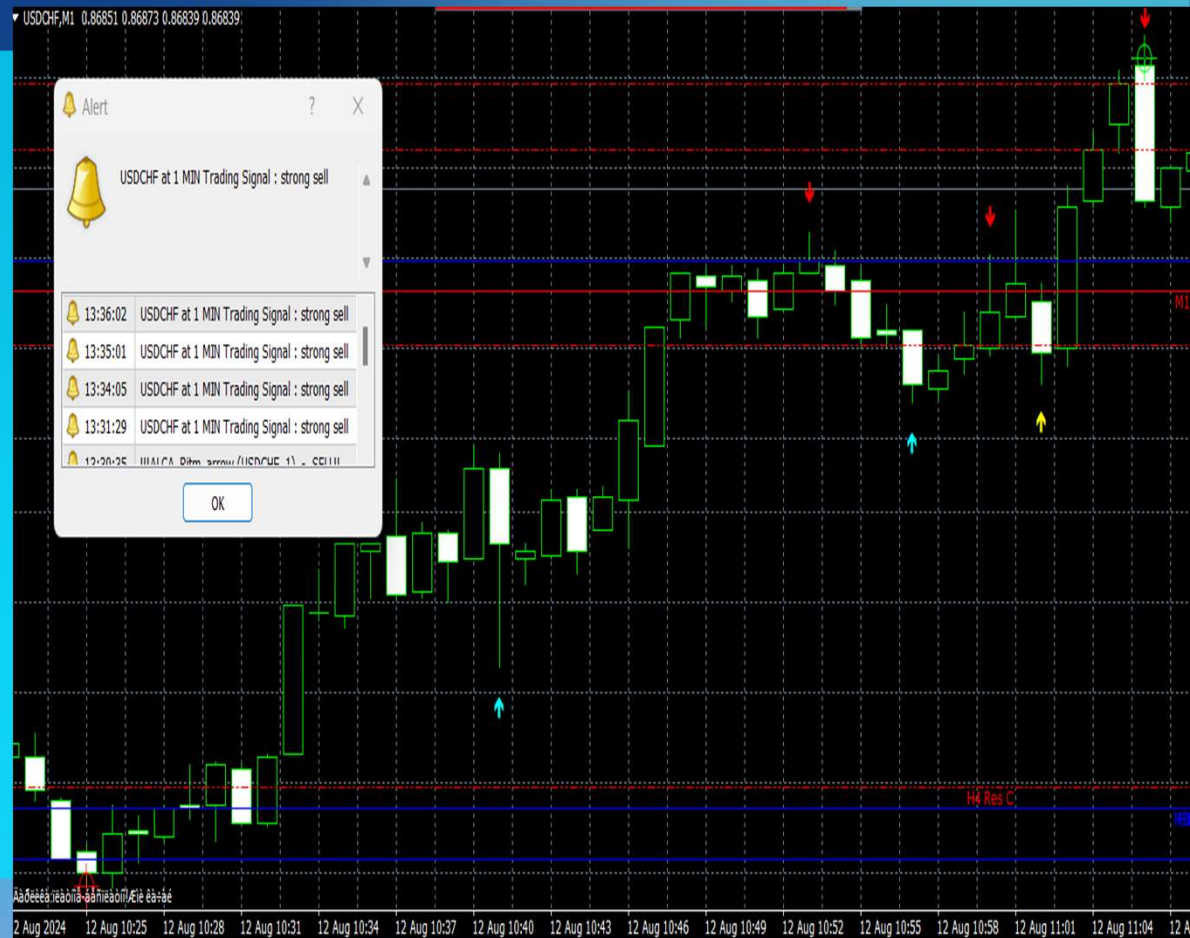 USDCHF,M1 0.86851 0.86873 0.86839 0.86839
Alert
?
USDCHF at 1 MIN Trading Signal : strong sell
13:36:02 USDCHF at 1 MIN Trading Signal : strong sell
13:35:01 USDCHF at 1 MIN Trading Signal : strong sell
13:34:05 USDCHF at 1 MIN Trading Signal : strong sell
13:31:29 USDCHF at 1 MIN Trading Signal : strong sell
OK
M1
H4 Res C
2 Aug 2024 12 Aug 10:25 12 Aug 10:28 12 Aug 10:31 12 Aug 10:34 12 Aug 10:37 12 Aug 10:40 12 Aug 10:43 12 Aug 10:46 12 Aug 10:49 12 Aug 10:52 12 Aug 10:55 12 Aug 10:58 12 Aug 11:01 12 Aug 11:04 12 A